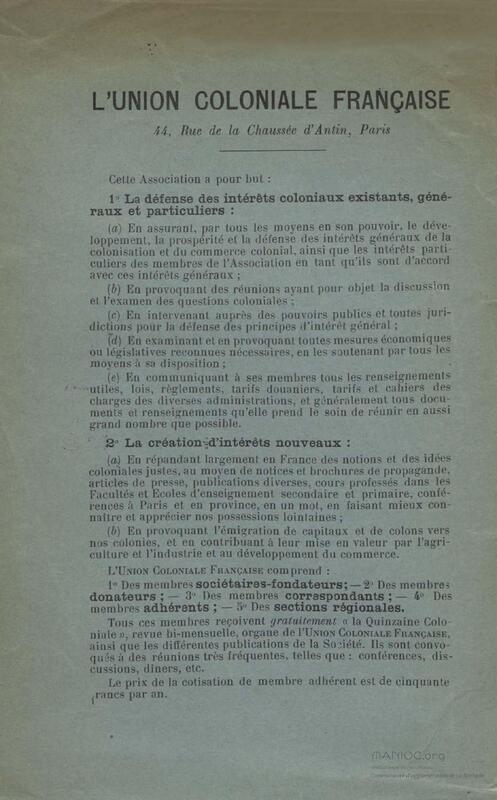 L'UNION COLONIALE FRANÇAISE
44, Rue de la Chaussée d'Antin, Paris
Cette Association a pour but :
1° La défense des intérêts coloniaux existants, géné-
raux et particuliers :
(a) En assurant, par tous les moyens en son pouvoir, le déve-
loppement, la prospérité et la défense des intérêts généraux de la
colonisation et du commerce colonial, ainsi que les intérêts parti-
culiers des membres de l'Association en tant qu'ils sont d'accord
avec ces intérêts généraux ;
(b) En provoquant des réunions ayant pour objet la discussion
et l'examen des questions coloniales ;
(c) En intervenant auprès des pouvoirs publics et toutes juri-
dictions pour la défense des principes d'intérêt général ;
(d) En examinant et en provoquant toutes mesures économiques
ou législatives reconnues nécessaires, en les soutenant par tous les
moyens à sa disposition ;
(e) En communiquant à ses membres tous les renseignements
utiles, lois, règlements, tarifs douaniers, tarifs et cahiers des
charges des diverses administrations, et généralement tous docu-
ments et renseignements qu'elle prend le soin de réunir en aussi
grand nombre que possible.
2° La création d'intérêts nouveaux :
(a) En répandant largement en France des notions et des idées
coloniales justes, au moyen de notices et brochures de propagande,
articles de presse, publications diverses, cours professés dans les
Facultés et Ecoles d'enseignement secondaire et primaire, confé-
rences à Paris et en province, en un mot, en faisant mieux con-
naître et apprécier nos possessions lointaines ;
(b) En provoquant l'émigration de capitaux et de colons vers
nos colonies, et en contribuant à leur mise en valeur par l'agri-
culture et l'industrie et au développement du commerce.
L'UNION COLONIALE FRANÇAISE comprend :
1° Des membres sociétaires-fondateurs; — 2° Des membres
donateurs ; — 3° Des membres correspondants ; — 4° Des
membres adhérents ; — 5° Des sections régionales.
Tous ces membres reçoivent gratuitement « la Quinzaine Colo-
niale », revue bi-mensuelle, organe de l'UNION COLONIALE FRANÇAISE,
ainsi que les différentes publications de la Société. Ils sont convo-
qués à des réunions très fréquentes, telles que : conférences, dis-
cussions, dîners, etc.
Le prix de la cotisation de membre adhérent est de cinquante
francs par an.
MANIOC.org